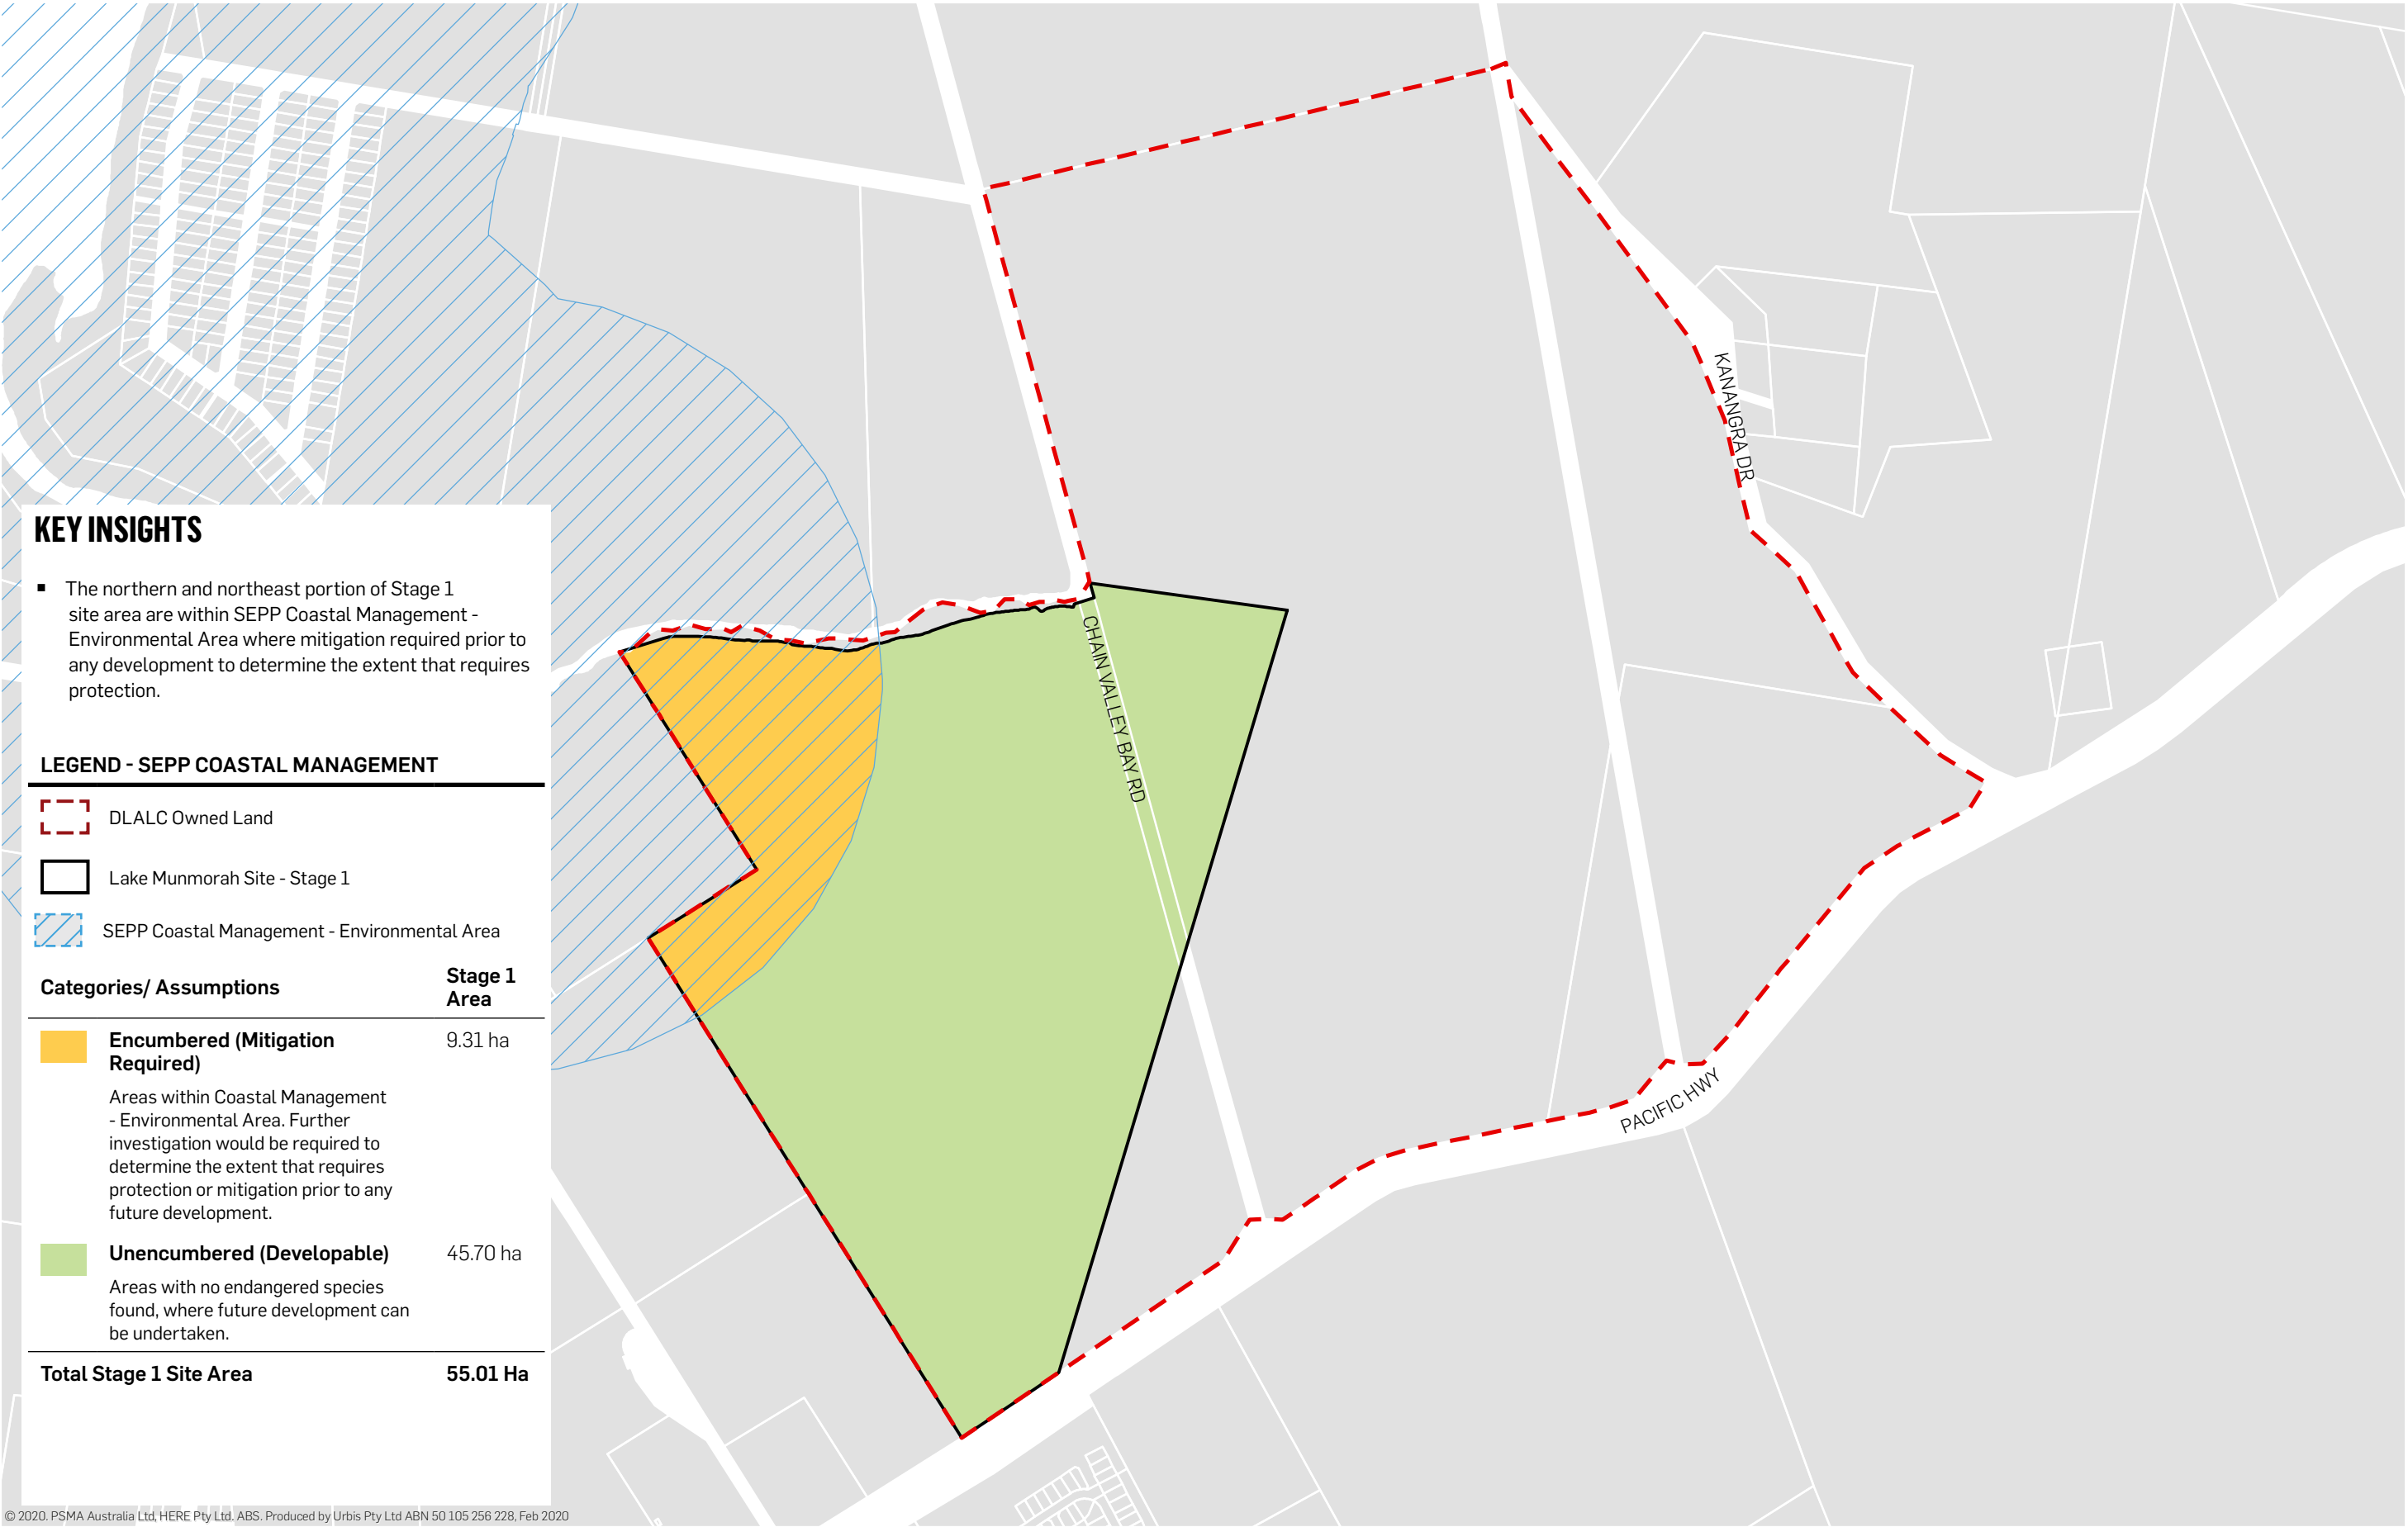 KEY INSIGHTS
▪ The northern and northeast portion of Stage 1
site area are within SEPP Coastal Management -
Environmental Area where mitigation required prior to
any development to determine the extent that requires
protection.
LEGEND - SEPP COASTAL MANAGEMENT
DLALC Owned Land
Lake Munmorah Site - Stage 1
SEPP Coastal Management - Environmental Area
Categories/ Assumptions
Stage 1
Area
Encumbered (Mitigation
Required)
9.31 ha
Areas within Coastal Management
- Environmental Area. Further
investigation would be required to
determine the extent that requires
protection or mitigation prior to any
future development.
Unencumbered (Developable)
45.70 ha
Areas with no endangered species
found, where future development can
be undertaken.
Total Stage 1 Site Area
55.01 Ha
KANANGRA DR
CHAIN VALLEY BAY RD
PACIFIC HWY
© 2020. PSMA Australia Ltd, HERE Pty Ltd. ABS. Produced by Urbis Pty Ltd ABN 50 105 256 228, Feb 2020